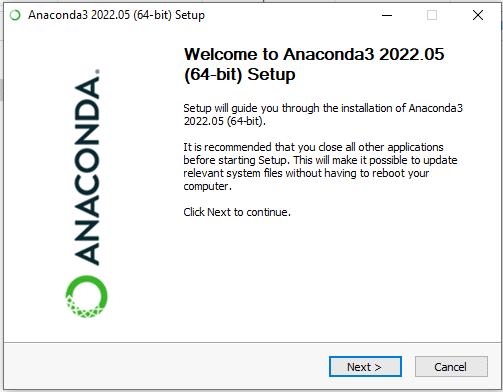 Anaconda3 2022.05 (64-bit) Setup
Welcome to Anaconda3 2022.05
(64-bit) Setup
Setup will guide you through the installation of Anaconda3
2022.05 (64-bit).
It is recommended that you close all other applications
before starting Setup. This will make it possible to update
relevant system files without having to reboot your
computer.
Click Next to continue.
ANACONDA.
Next >
Cancel